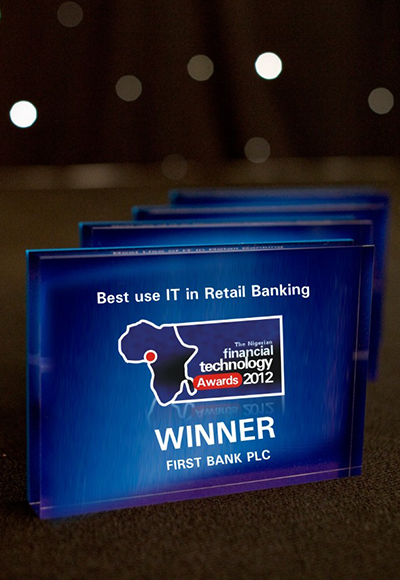 Best use IT in Retail Banking
The Nigerian
financial
technology
Awards 2012
WINNER
FIRST BANK PLC